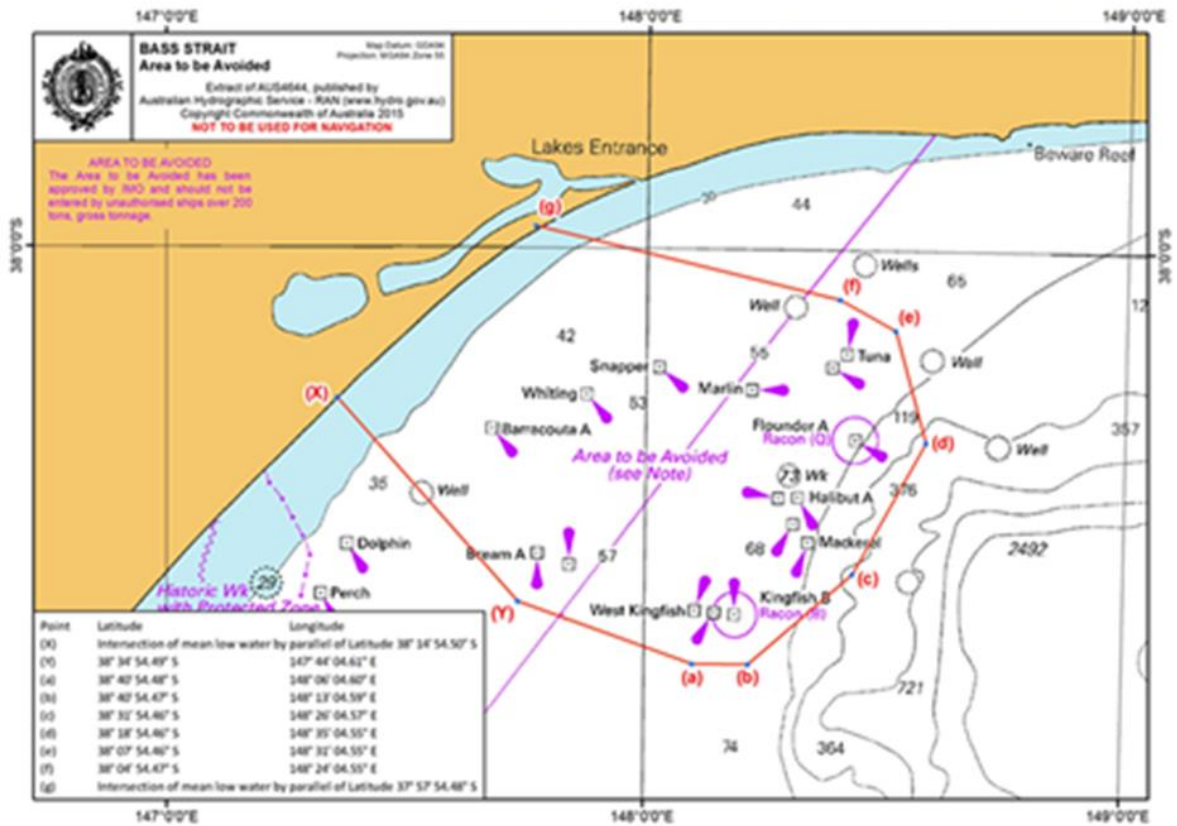 147°0'0"E 148°0'0"E 149°0'0"E
BASS STRAIT
Area to be Avoided
Map Datum: GDA94
Projection: MGA94 Zone 55
Extract of AUS4644, published by
Australian Hydrographic Service - RAN (www.hydro.gov.au)
Copyright Commonwealth of Australia 2015
NOT TO BE USED FOR NAVIGATION
AREA TO BE AVOIDED
The Area to be Avoided has been
approved by IMO and should not be
entered by unauthorised ships over 200
tons, gross tonnage.
Lakes Entrance
Beware Reef
(g)
30
44
38°0'0"S
38°0'0"S
Wells
65
(f)
Well
12
(e)
42
55
Tuna
Well
Snapper
Marlin
Whiting
53
(X)
119
Flounder A
Racon (Q)
357
Barracouta A
(d)
Well
Area to be Avoided
(see Note)
73 Wk
35
Well
376
Halibut A
Dolphin
Bream A
57
68
Mackerel
2492
29
(c)
Historic Wk
with Protected Zone
Perch
(Y)
West Kingfish
Kingfish B
Racon (B)
(a)
(b)
721
74
364
Point Latitude Longitude
(X) Intersection of mean low water by parallel of Latitude 38° 14' 54.50" S
(Y) 38° 34' 54.49" S 147° 44' 04.61" E
(a) 38° 40' 54.48" S 148° 06' 04.60" E
(b) 38° 40' 54.47" S 148° 13' 04.59" E
(c) 38° 31' 54.46" S 148° 26' 04.57" E
(d) 38° 18' 54.46" S 148° 35' 04.55" E
(e) 38° 07' 54.46" S 148° 31' 04.55" E
(f) 38° 04' 54.47" S 148° 24' 04.55" E
(g) Intersection of mean low water by parallel of Latitude 37° 57' 54.48" S
147°0'0"E 148°0'0"E 149°0'0"E